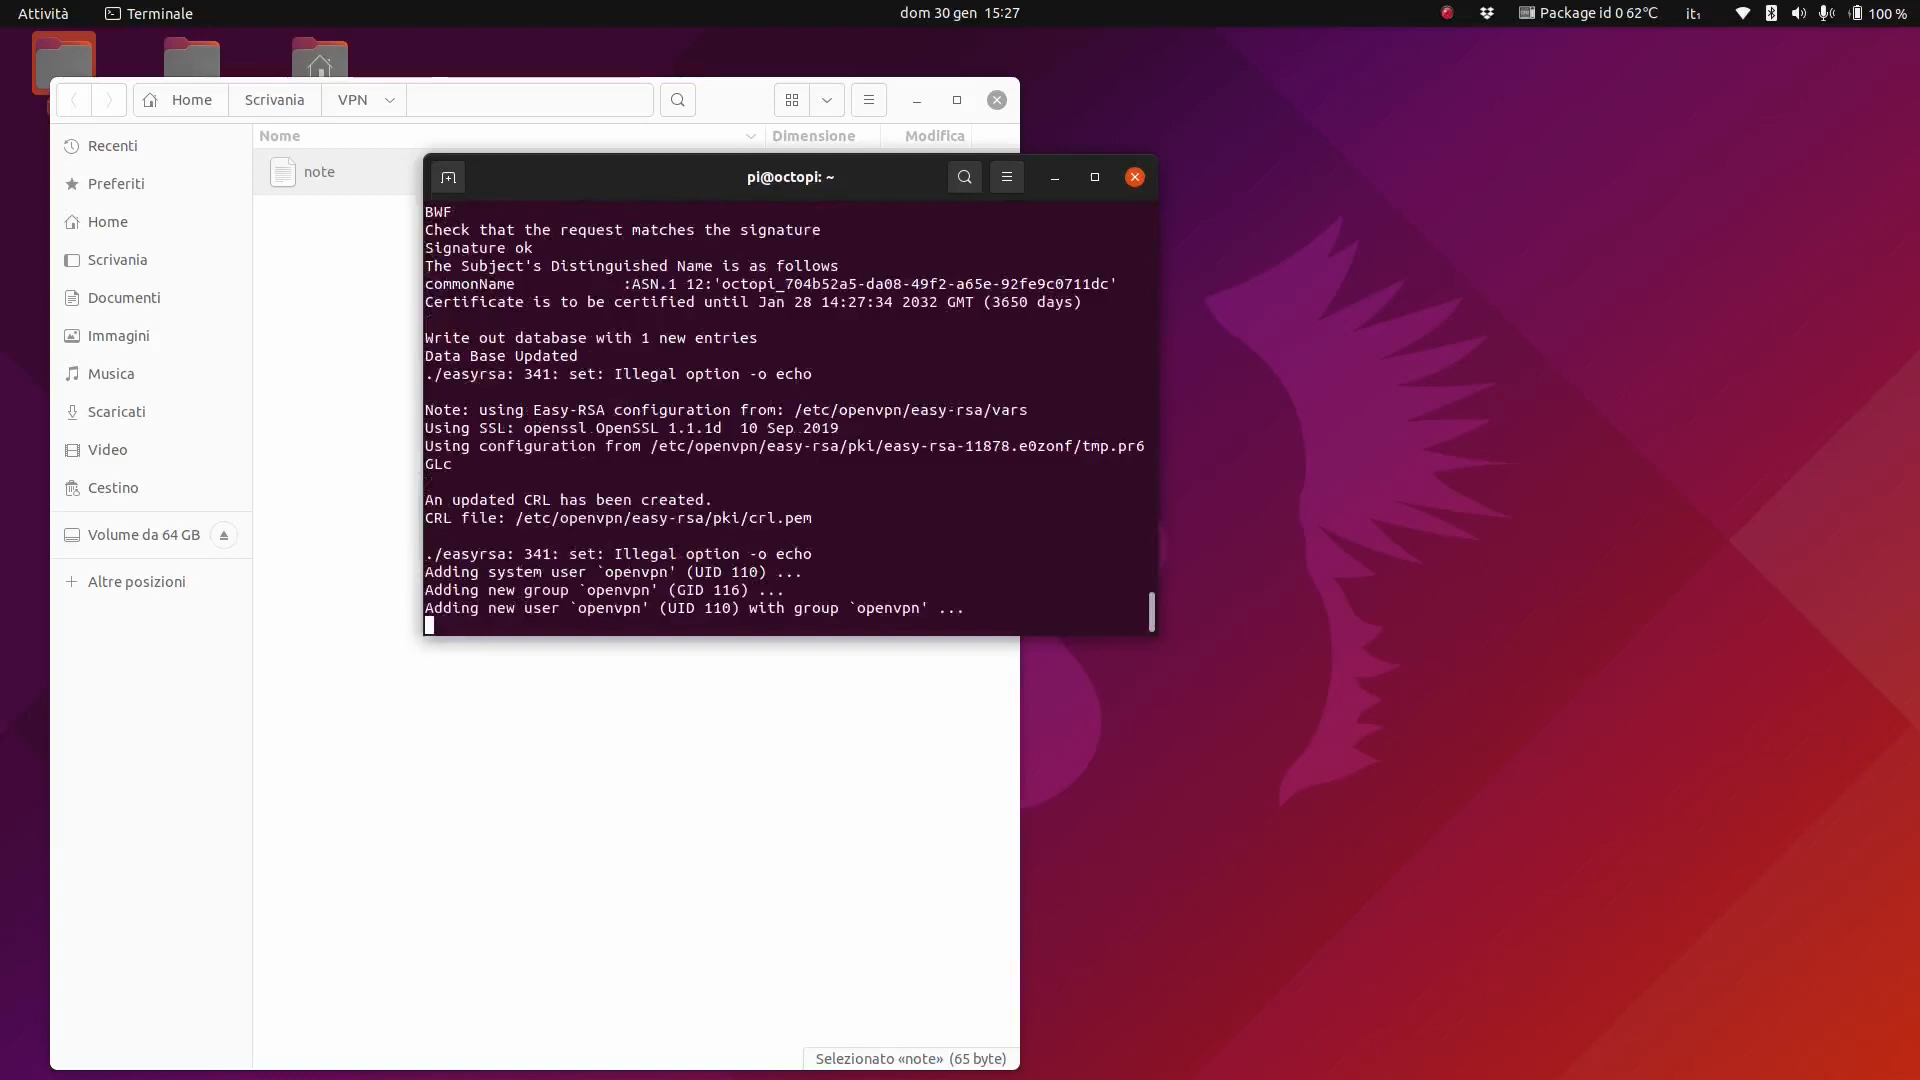 Attività
Terminale
dom 30 gen 15:27
Package id 0 62°C
it₁
100 %
Home
Scrivania
VPN
Nome
Dimensione
Modifica
Recenti
Preferiti
Home
Scrivania
Documenti
Immagini
Musica
Scaricati
Video
Cestino
Volume da 64 GB
Altre posizioni
note
pi@octopi: ~
BWF
Check that the request matches the signature
Signature ok
The Subject's Distinguished Name is as follows
commonName            :ASN.1 12:'octopi_704b52a5-da08-49f2-a65e-92fe9c0711dc'
Certificate is to be certified until Jan 28 14:27:34 2032 GMT (3650 days)
Write out database with 1 new entries
Data Base Updated
./easyrsa: 341: set: Illegal option -o echo
Note: using Easy-RSA configuration from: /etc/openvpn/easy-rsa/vars
Using SSL: openssl OpenSSL 1.1.1d  10 Sep 2019
Using configuration from /etc/openvpn/easy-rsa/pki/easy-rsa-11878.e0zonf/tmp.pr6
GLc
An updated CRL has been created.
CRL file: /etc/openvpn/easy-rsa/pki/crl.pem
./easyrsa: 341: set: Illegal option -o echo
Adding system user `openvpn' (UID 110) ...
Adding new group `openvpn' (GID 116) ...
Adding new user `openvpn' (UID 110) with group `openvpn' ...
Selezionato «note» (65 byte)